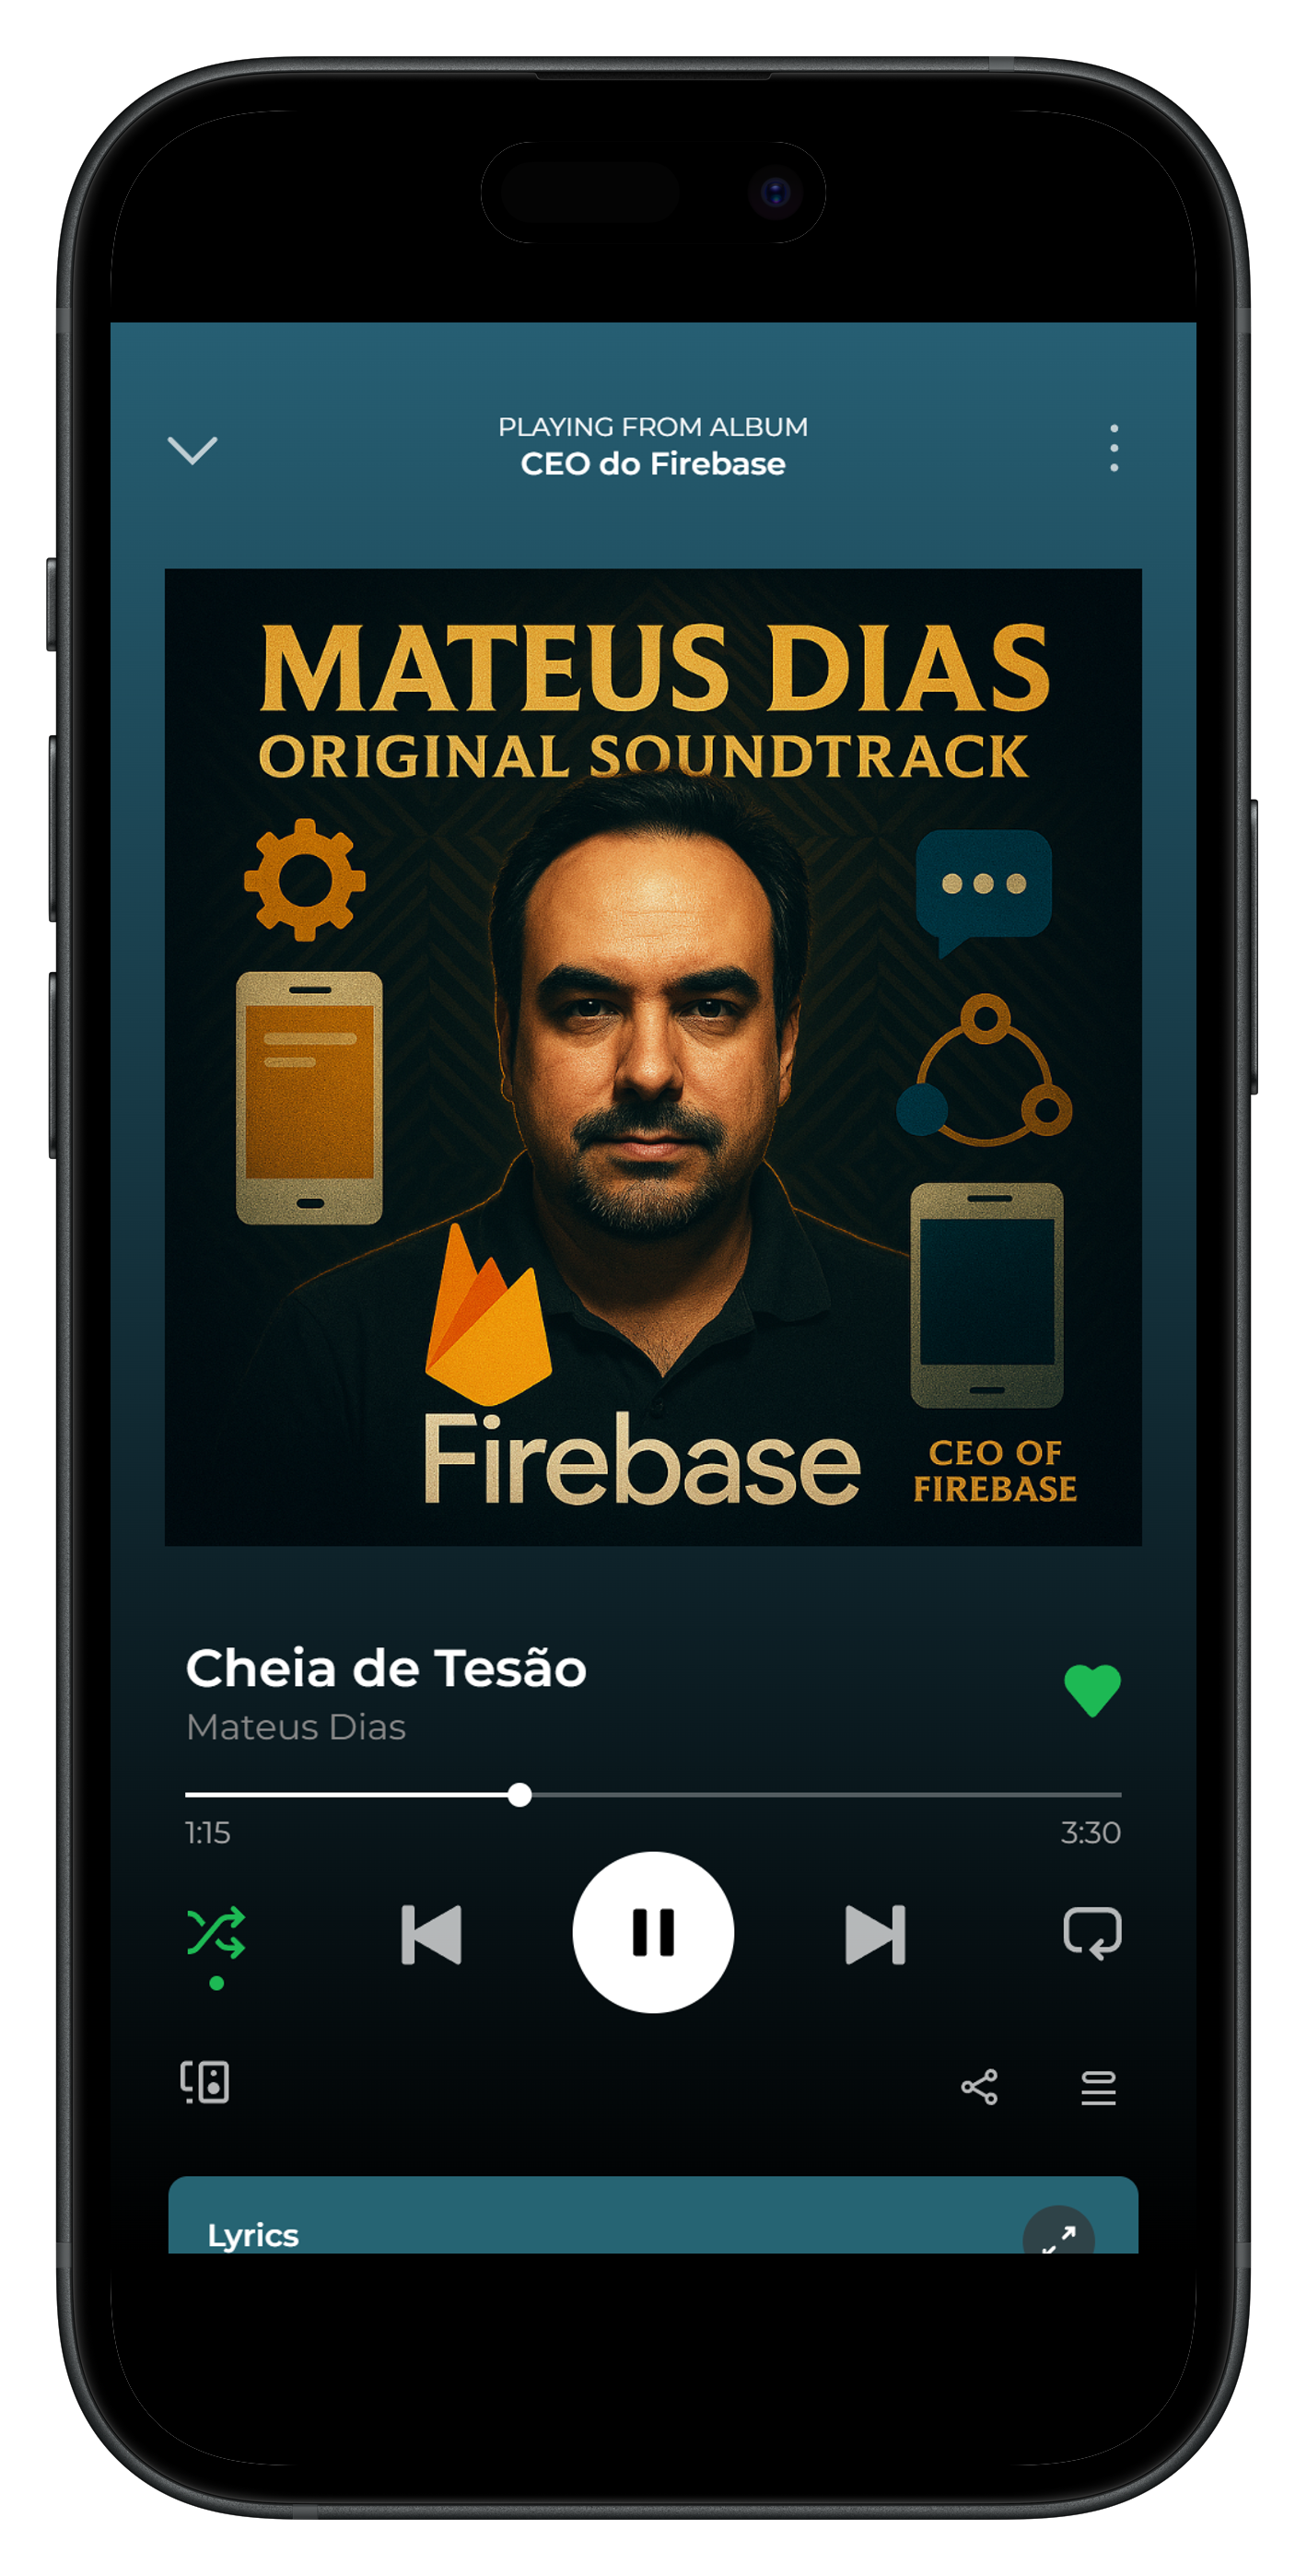 PLAYING FROM ALBUM
CEO do Firebase
MATEUS DIAS
ORIGINAL SOUNDTRACK
Firebase
CEO OF
FIREBASE
Cheia de Tesão
Mateus Dias
1:15
3:30
Lyrics